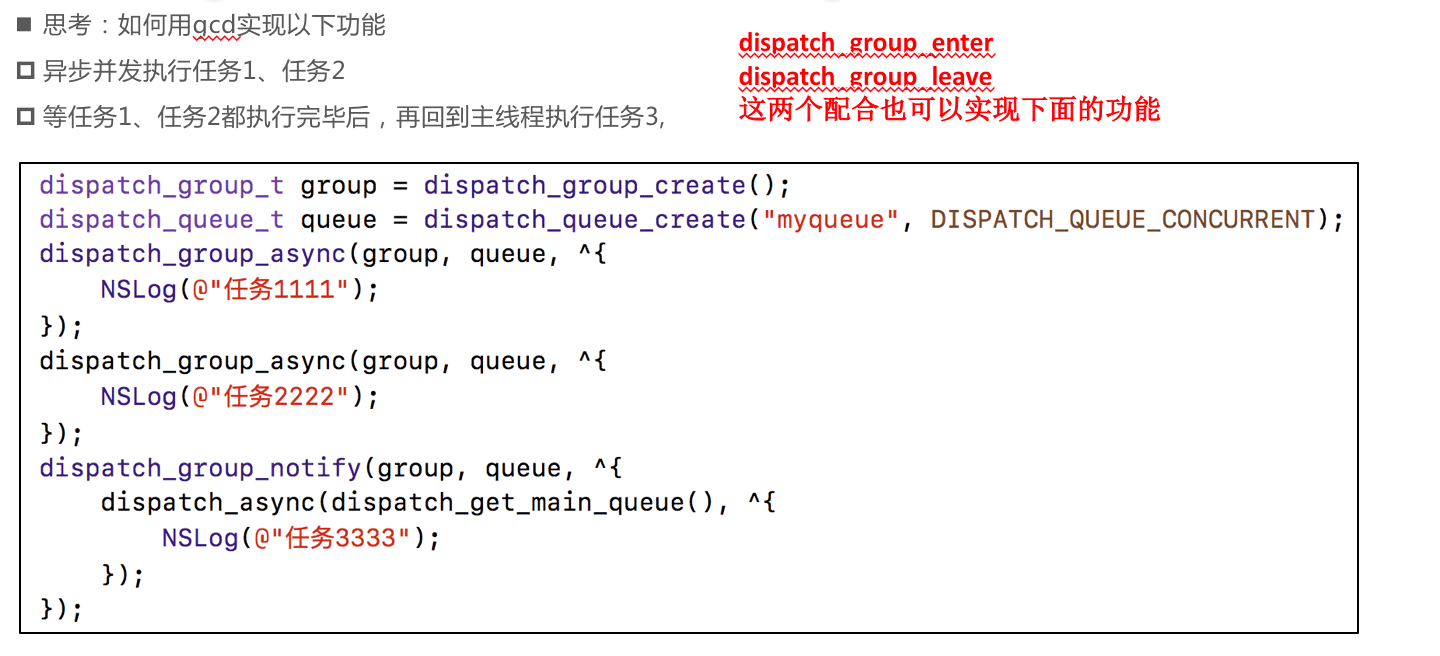 思考：如何用gcd实现以下功能
异步并发执行任务1、任务2
等任务1、任务2都执行完毕后，再回到主线程执行任务3,
dispatch_group_enter
dispatch_group_leave
这两个配合也可以实现下面的功能
dispatch_group_t group = dispatch_group_create();
dispatch_queue_t queue = dispatch_queue_create("myqueue", DISPATCH_QUEUE_CONCURRENT);
dispatch_group_async(group, queue, ^{
    NSLog(@"任务1111");
});
dispatch_group_async(group, queue, ^{
    NSLog(@"任务2222");
});
dispatch_group_notify(group, queue, ^{
    dispatch_async(dispatch_get_main_queue(), ^{
        NSLog(@"任务3333");
    });
});